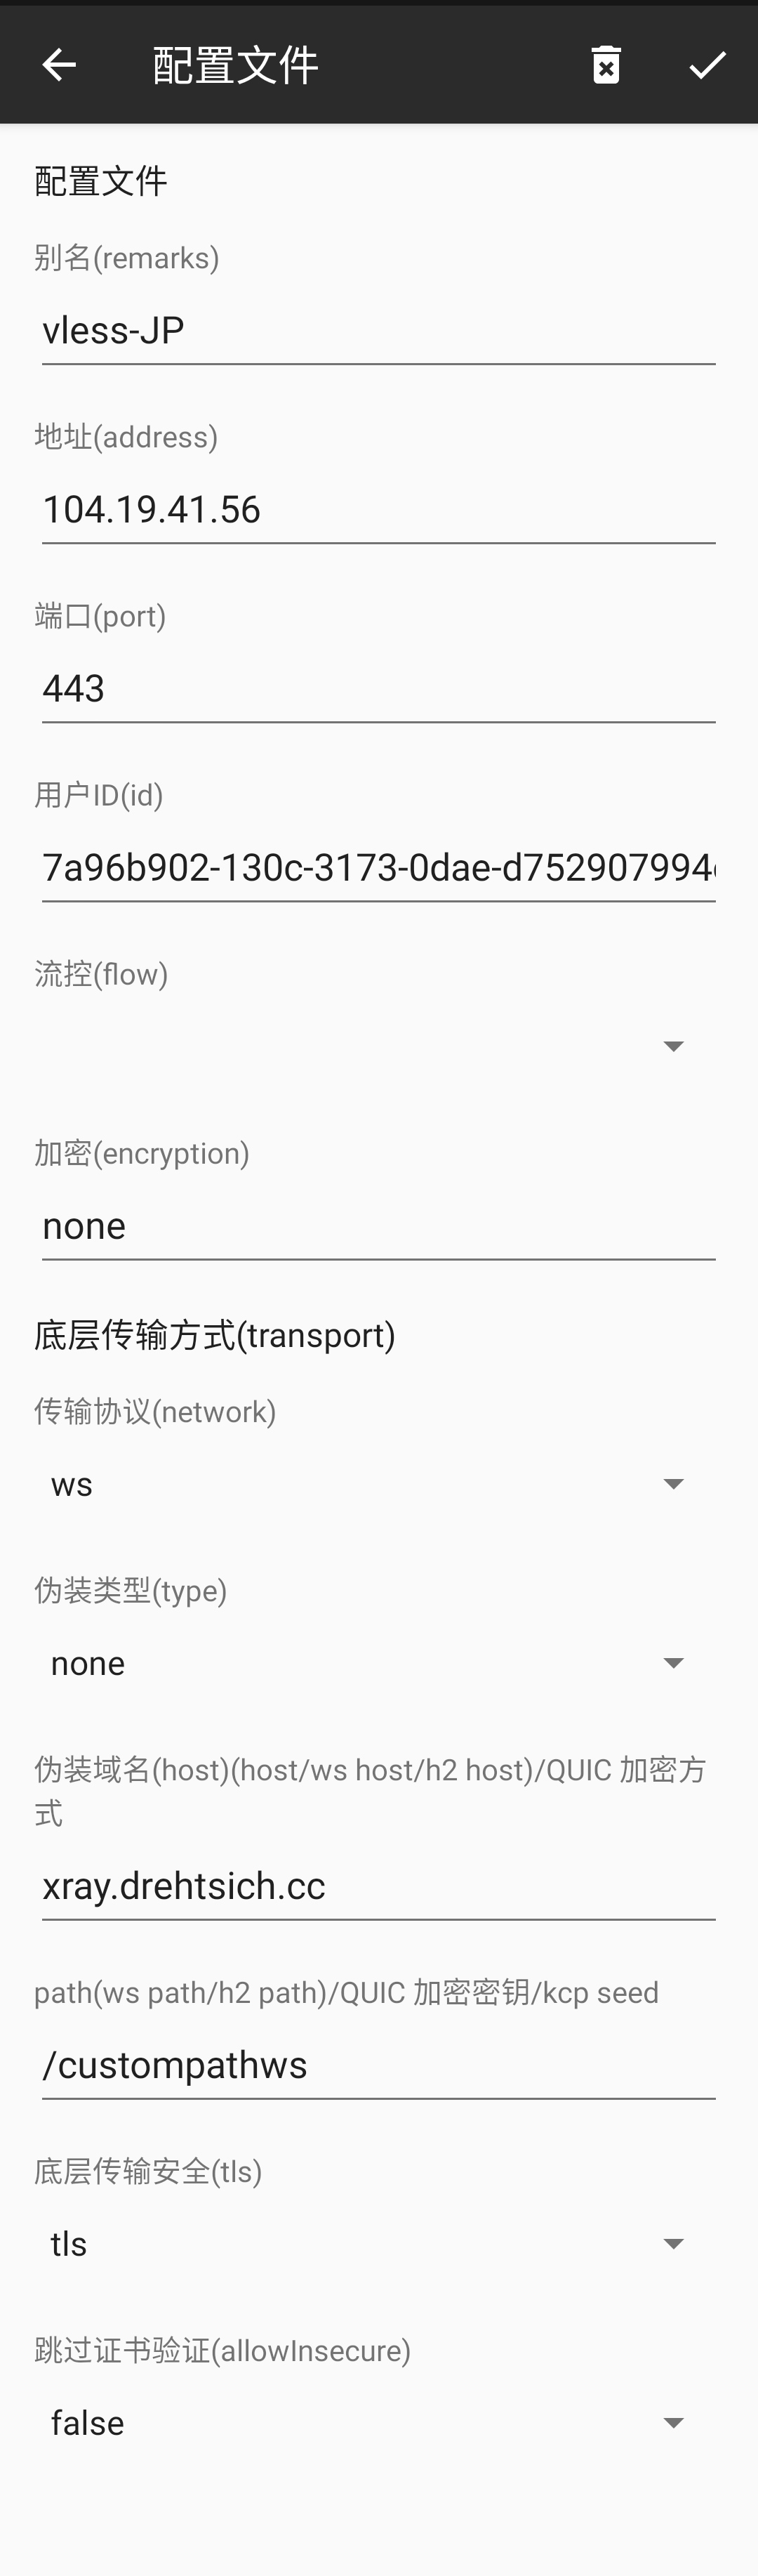 配置文件
配置文件
别名(remarks)
vless-JP
地址(address)
104.19.41.56
端口(port)
443
用户ID(id)
7a96b902-130c-3173-0dae-d752907994
流控(flow)
加密(encryption)
none
底层传输方式(transport)
传输协议(network)
ws
伪装类型(type)
none
伪装域名(host)(host/ws host/h2 host)/QUIC 加密方
式
xray.drehtsich.cc
path(ws path/h2 path)/QUIC 加密密钥/kcp seed
/custompathws
底层传输安全(tls)
tls
跳过证书验证(allowInsecure)
false